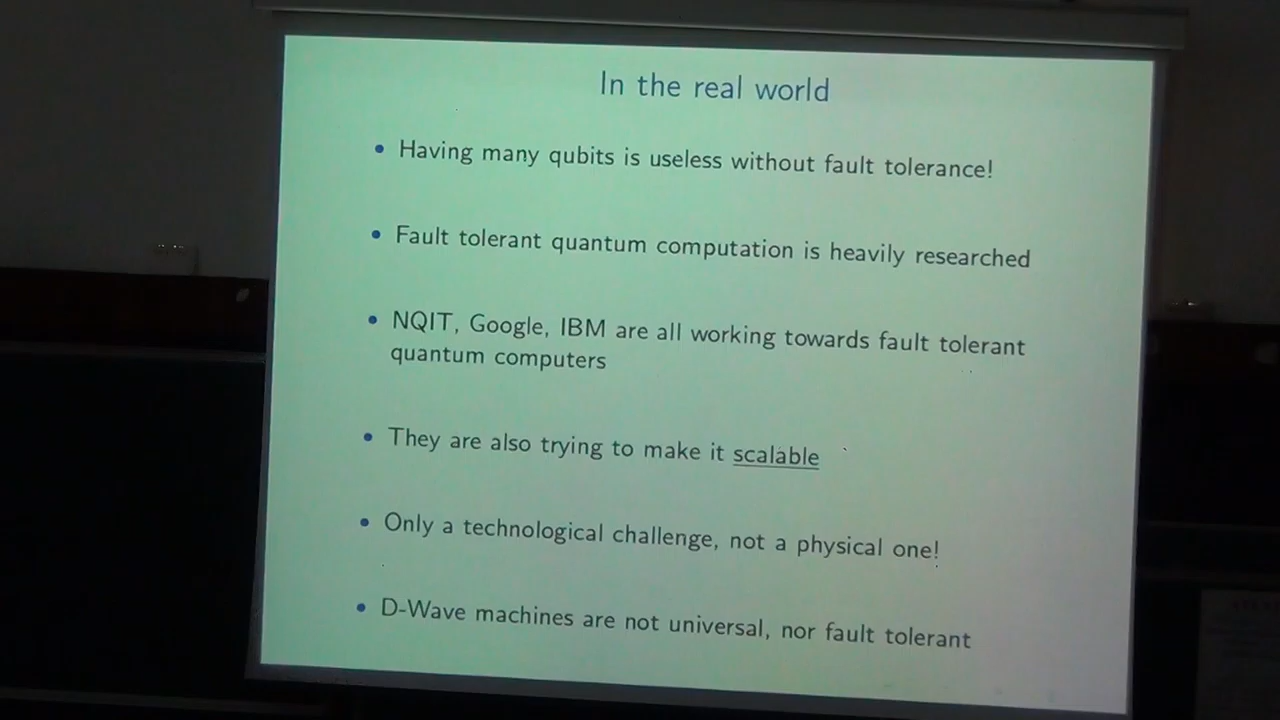 In the real world
• Having many qubits is useless without fault tolerance!
• Fault tolerant quantum computation is heavily researched
• NQIT, Google, IBM are all working towards fault tolerant
quantum computers
• They are also trying to make it scalable
• Only a technological challenge, not a physical one!
• D-Wave machines are not universal, nor fault tolerant